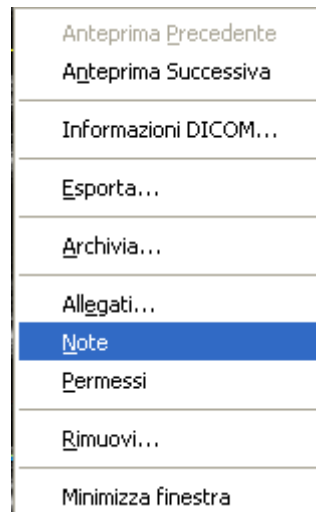 Anteprima Precedente
Anteprima Successiva
Informazioni DICOM...
Esporta...
Archivia...
Allegati...
Note
Permessi
Rimuovi...
Minimizza finestra